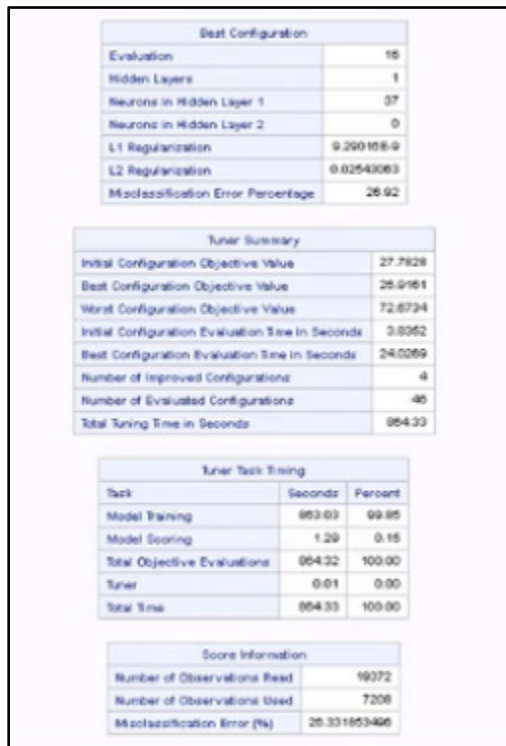 Best Configuration
Evaluation 16
Hidden Layers 1
Neurons in Hidden Layer 1 37
Neurons in Hidden Layer 2 0
L1 Regularization
L2 Regularization 0.02543063
Misclassification Error Percentage 26.92
Tuner Summary
Initial Configuration Objective Value 27.7828
Best Configuration Objective Value 26.9161
Worst Configuration Objective Value 72.6734
Initial Configuration Evaluation Time in Seconds 3.8352
Best Configuration Evaluation Time in Seconds 24.0269
Number of Improved Configurations 4
Number of Evaluated Configurations 46
Total Tuning Time in Seconds 864.33
Tuner Task Timing
Task Seconds Percent
Model Training 863.03 99.85
Model Scoring 1.29 0.15
Total Objective Evaluations 864.32 100.00
Tuner 0.01 0.00
Total Time 864.33 100.00
Score Information
Number of Observations Read 19372
Number of Observations Used 7208
Misclassification Error (%) 26.331853496